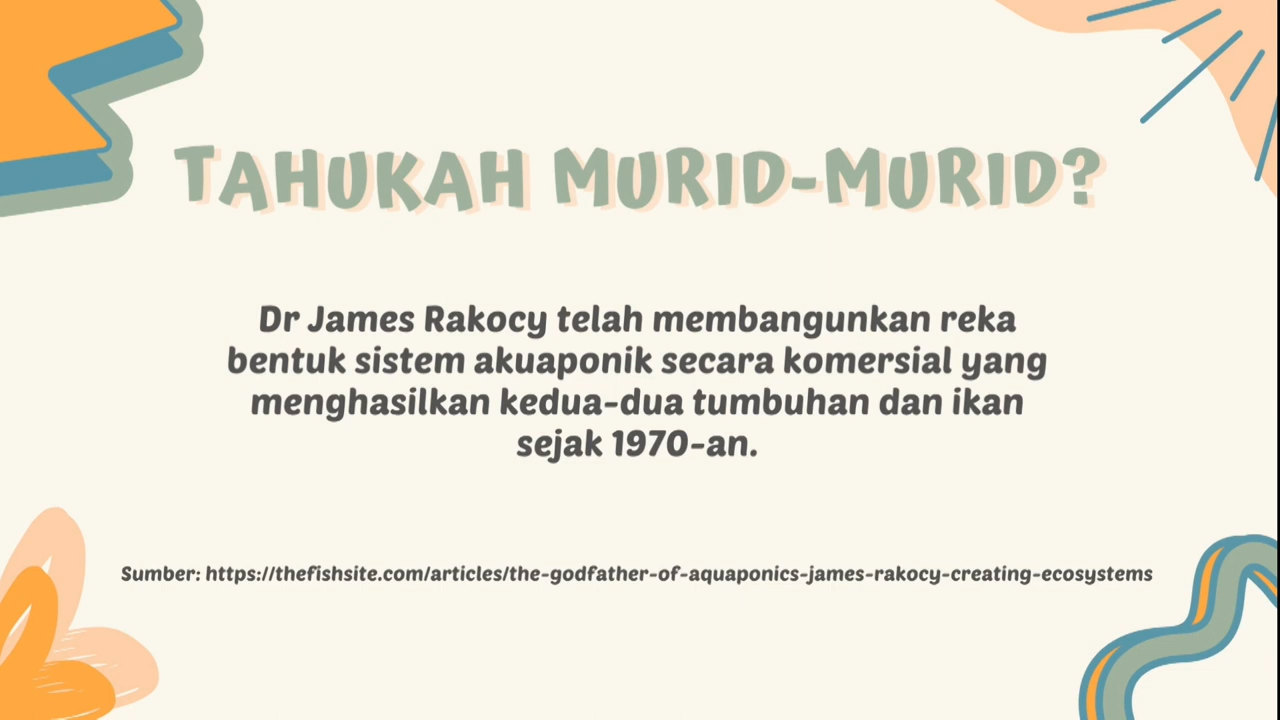 TAHUKAH MURID-MURID?
Dr James Rakocy telah membangunkan reka
bentuk sistem akuaponik secara komersial yang
menghasilkan kedua-dua tumbuhan dan ikan
sejak 1970-an.
Sumber: https://thefishsite.com/articles/the-godfather-of-aquaponics-james-rakocy-creating-ecosystems